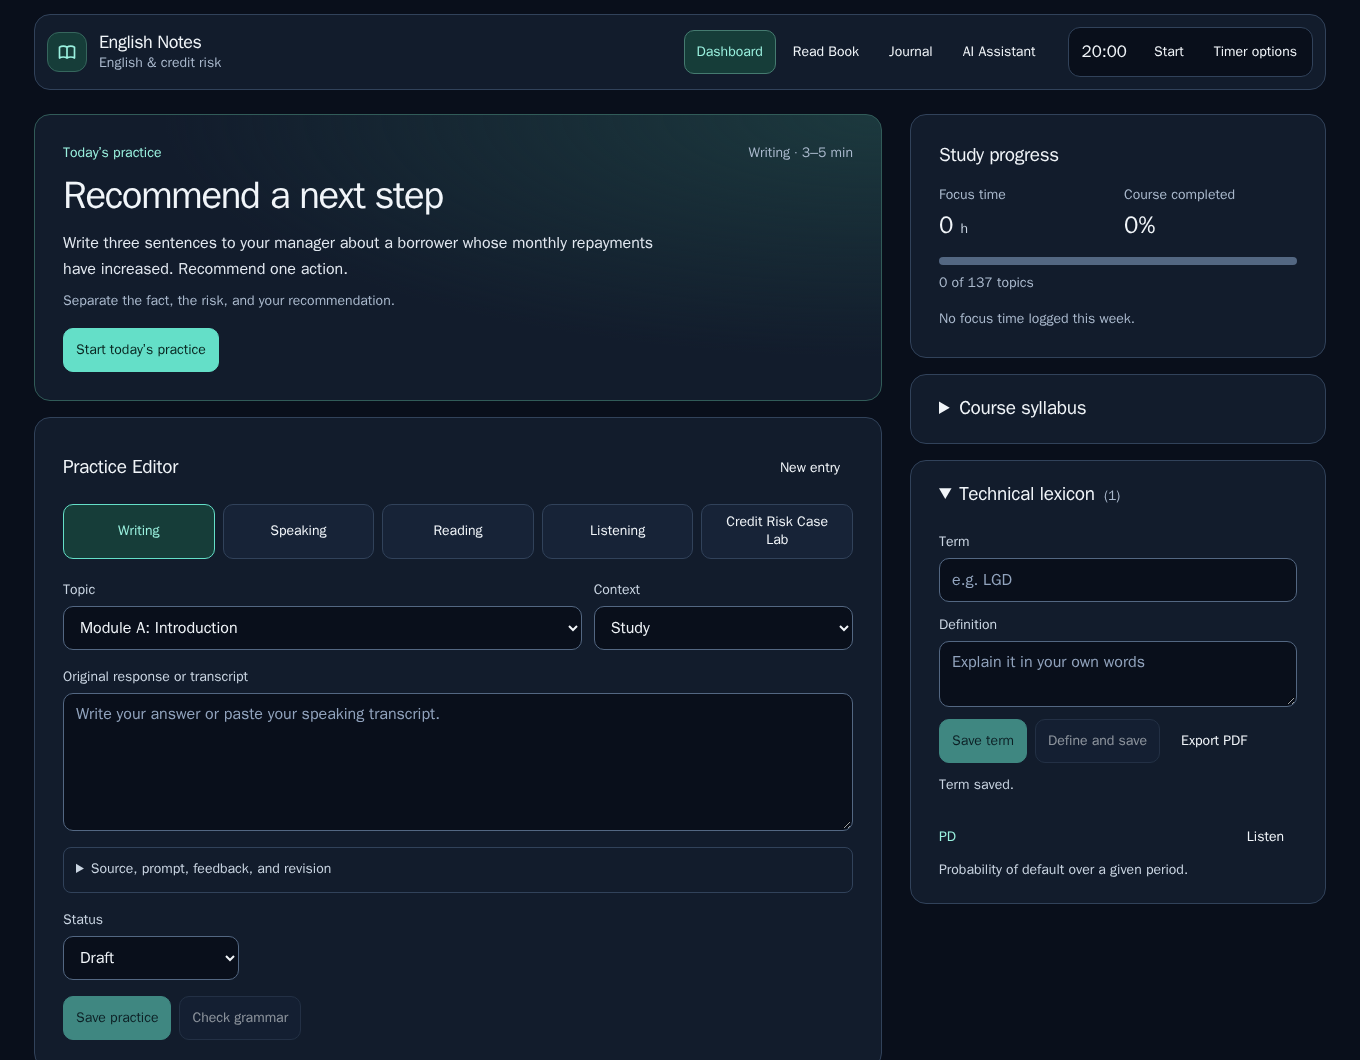 English Notes
English & credit risk
Dashboard
Read Book
Journal
AI Assistant
20:00
Start
Timer options
Today's practice
Writing · 3–5 min
Recommend a next step
Write three sentences to your manager about a borrower whose monthly repayments
have increased. Recommend one action.
Separate the fact, the risk, and your recommendation.
Start today's practice
Practice Editor
New entry
Writing
Speaking
Reading
Listening
Credit Risk Case
Lab
Topic
Context
Module A: Introduction
Study
Original response or transcript
Write your answer or paste your speaking transcript.
Source, prompt, feedback, and revision
Status
Draft
Save practice
Check grammar
Study progress
Focus time
Course completed
0 h
0%
0 of 137 topics
No focus time logged this week.
Course syllabus
Technical lexicon (1)
Term
e.g. LGD
Definition
Explain it in your own words
Save term
Define and save
Export PDF
Term saved.
PD
Listen
Probability of default over a given period.